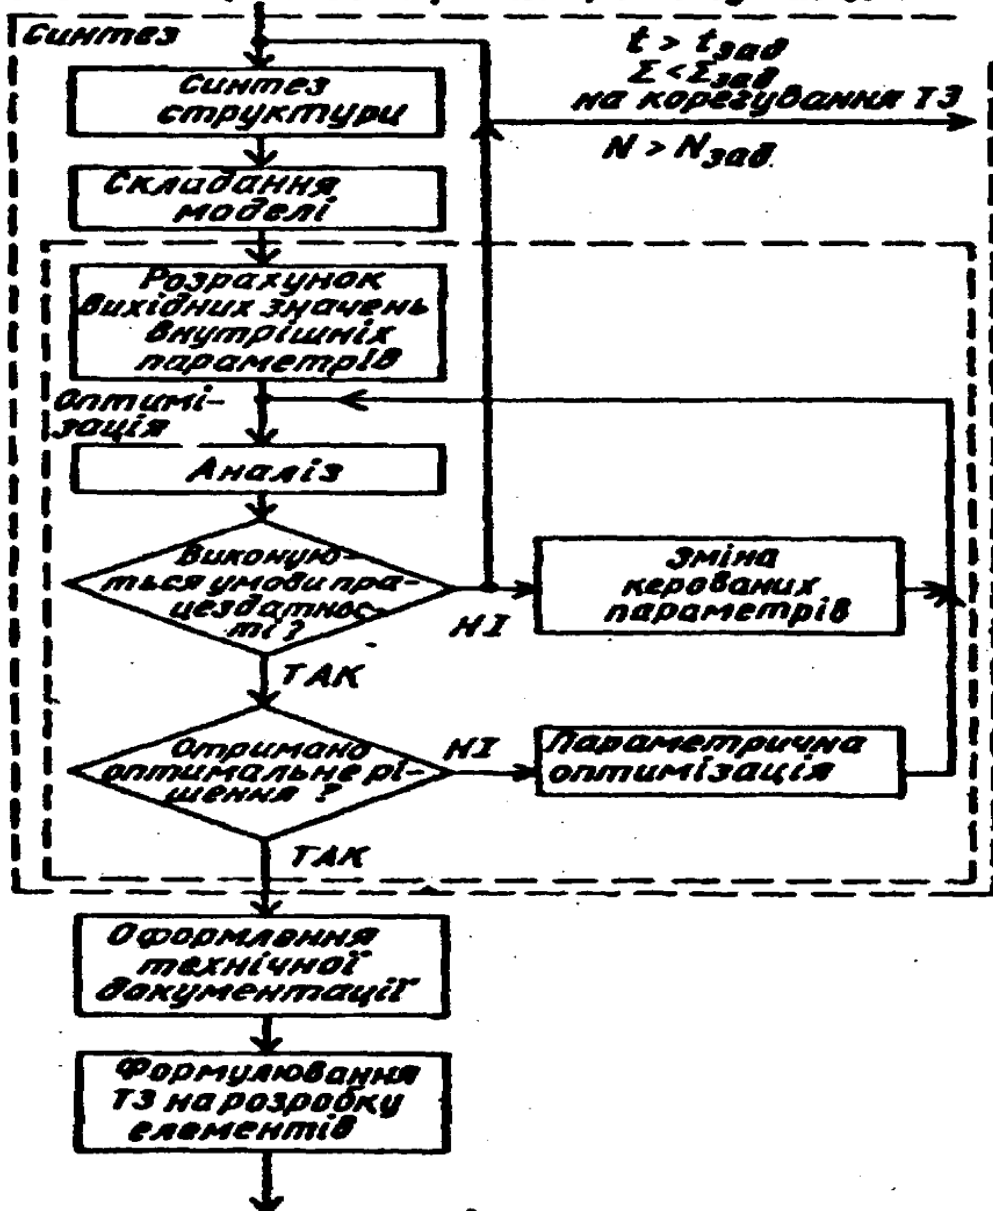 Синтез
t > tзад
Σ < Σзад
на корегування ТЗ
N > Nзад.
Синтез
структури
Складання
моделі
Розрахунок
вихідних значень
внутрішніх
параметрів
Оптимі-
зація
Аналіз
Виконую-
ться умови пра-
цездатнос-
ті?
НІ
Зміна
керованих
параметрів
ТАК
Отримано
оптимальне рі-
шення?
НІ
Параметрична
оптимізація
ТАК
Оформлення
технічної
документації
Формулювання
ТЗ на розробку
елементів